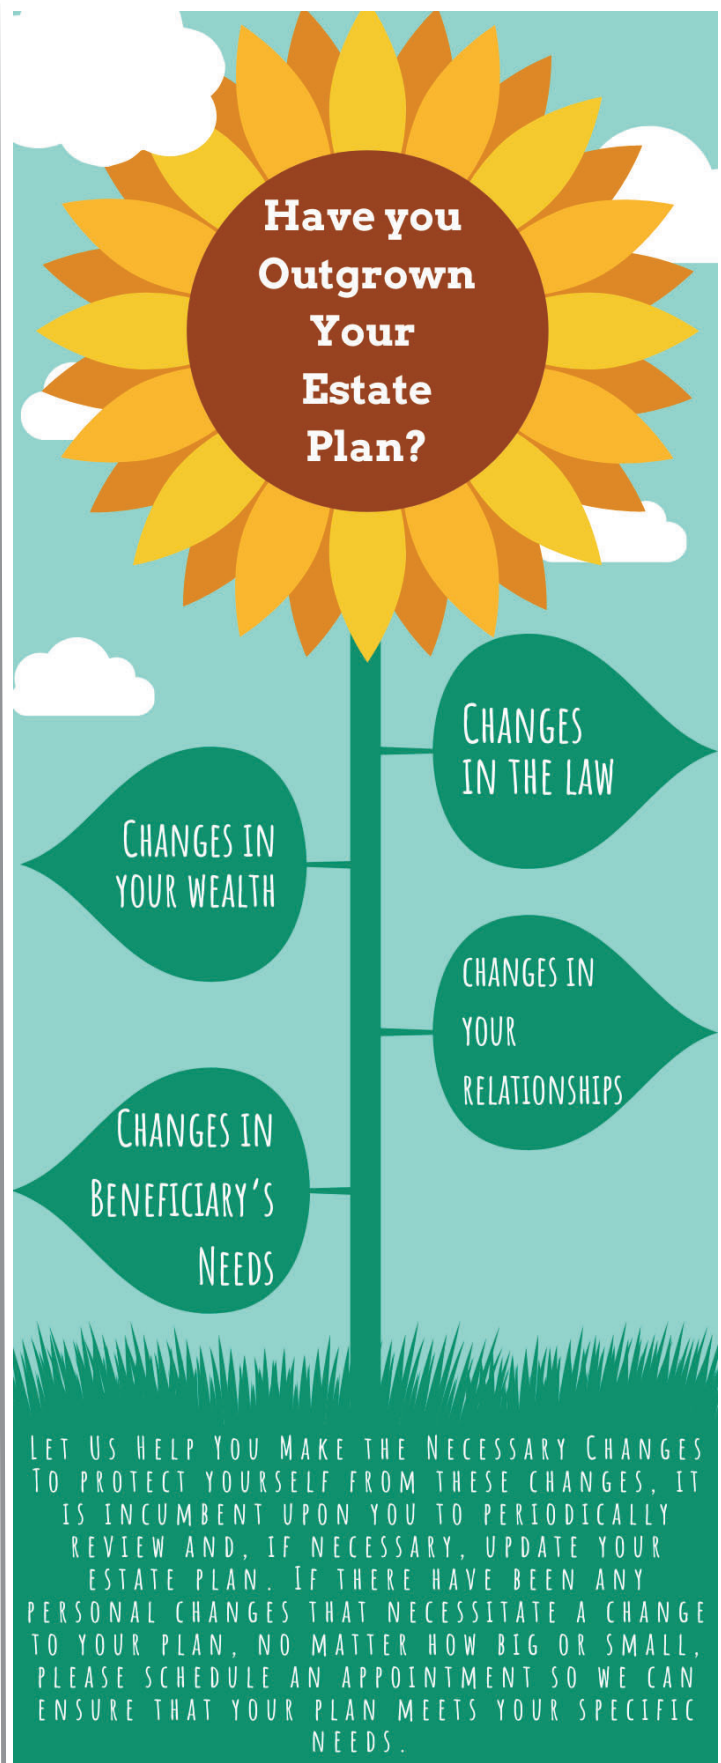 Have you
Outgrown
Your
Estate
Plan?
CHANGES
IN THE LAW
CHANGES IN
YOUR WEALTH
CHANGES IN
YOUR
RELATIONSHIPS
CHANGES IN
BENEFICIARY'S
NEEDS
LET US HELP YOU MAKE THE NECESSARY CHANGES
TO PROTECT YOURSELF FROM THESE CHANGES, IT
IS INCUMBENT UPON YOU TO PERIODICALLY
REVIEW AND, IF NECESSARY, UPDATE YOUR
ESTATE PLAN. IF THERE HAVE BEEN ANY
PERSONAL CHANGES THAT NECESSITATE A CHANGE
TO YOUR PLAN, NO MATTER HOW BIG OR SMALL,
PLEASE SCHEDULE AN APPOINTMENT SO WE CAN
ENSURE THAT YOUR PLAN MEETS YOUR SPECIFIC
NEEDS.